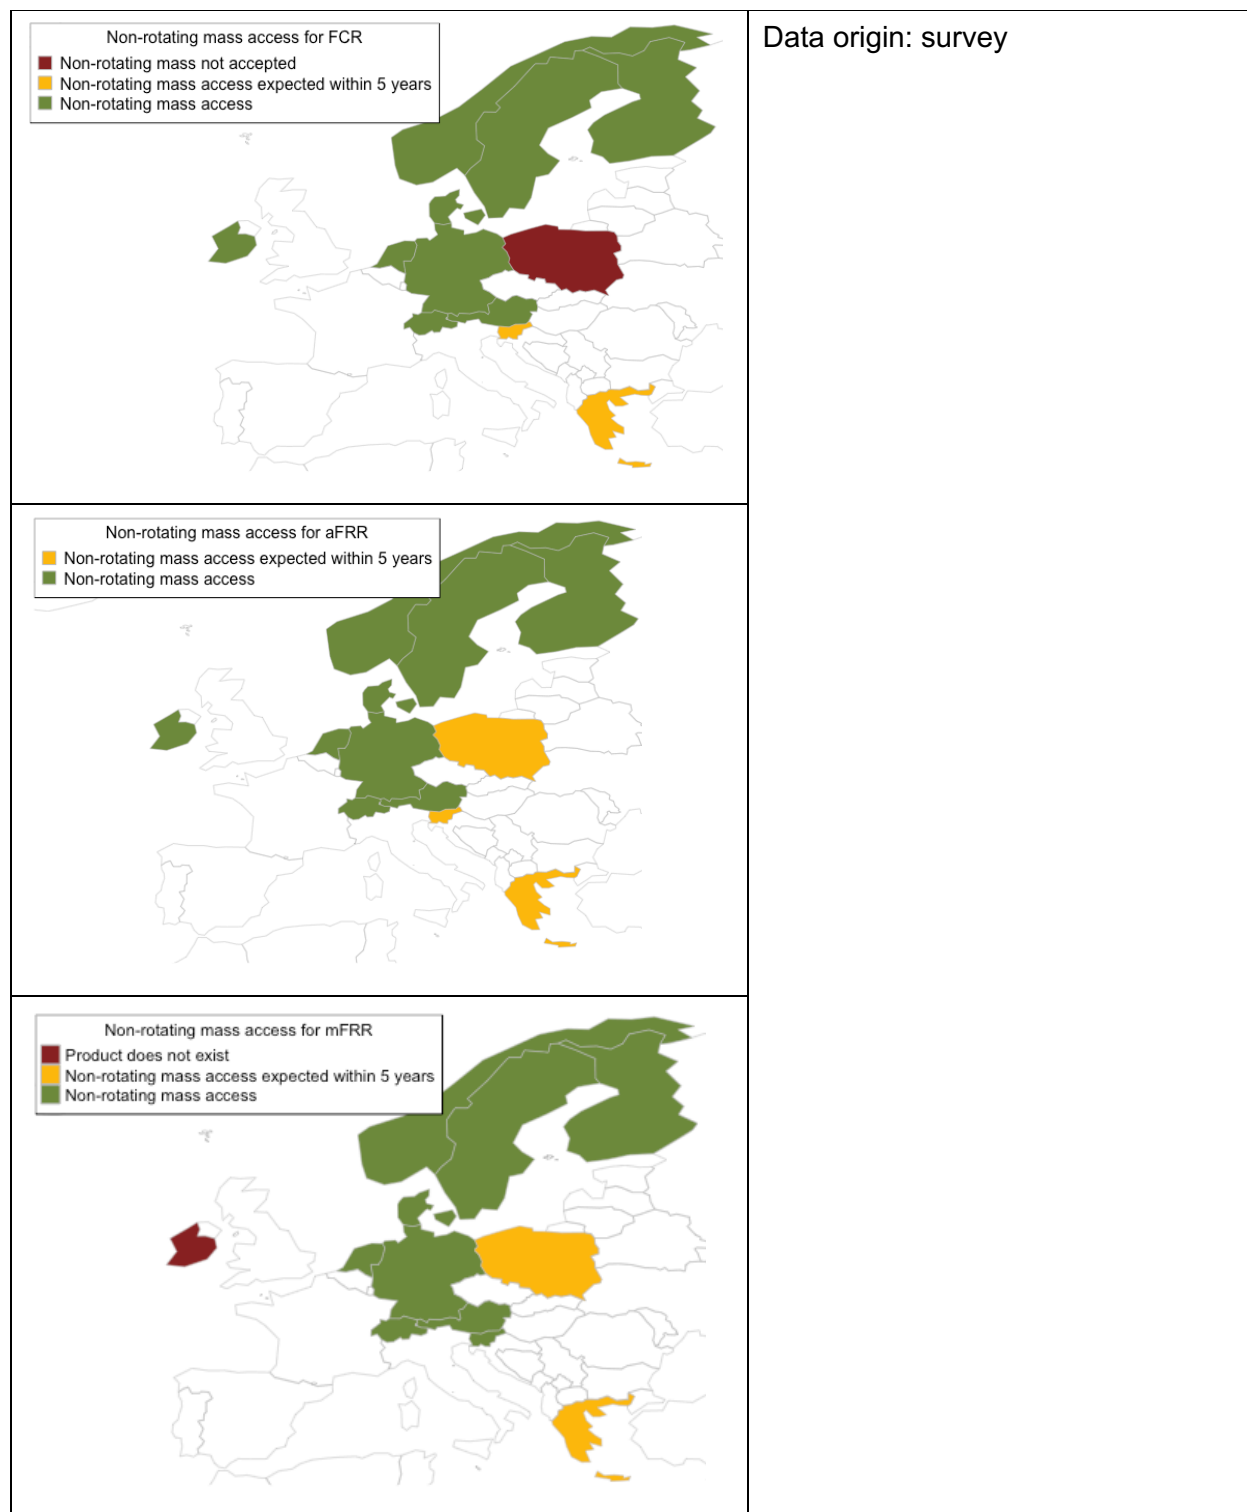 Non-rotating mass access for FCR
Non-rotating mass not accepted
Non-rotating mass access expected within 5 years
Non-rotating mass access
Data origin: survey
Non-rotating mass access for aFRR
Non-rotating mass access expected within 5 years
Non-rotating mass access
Non-rotating mass access for mFRR
Product does not exist
Non-rotating mass access expected within 5 years
Non-rotating mass access